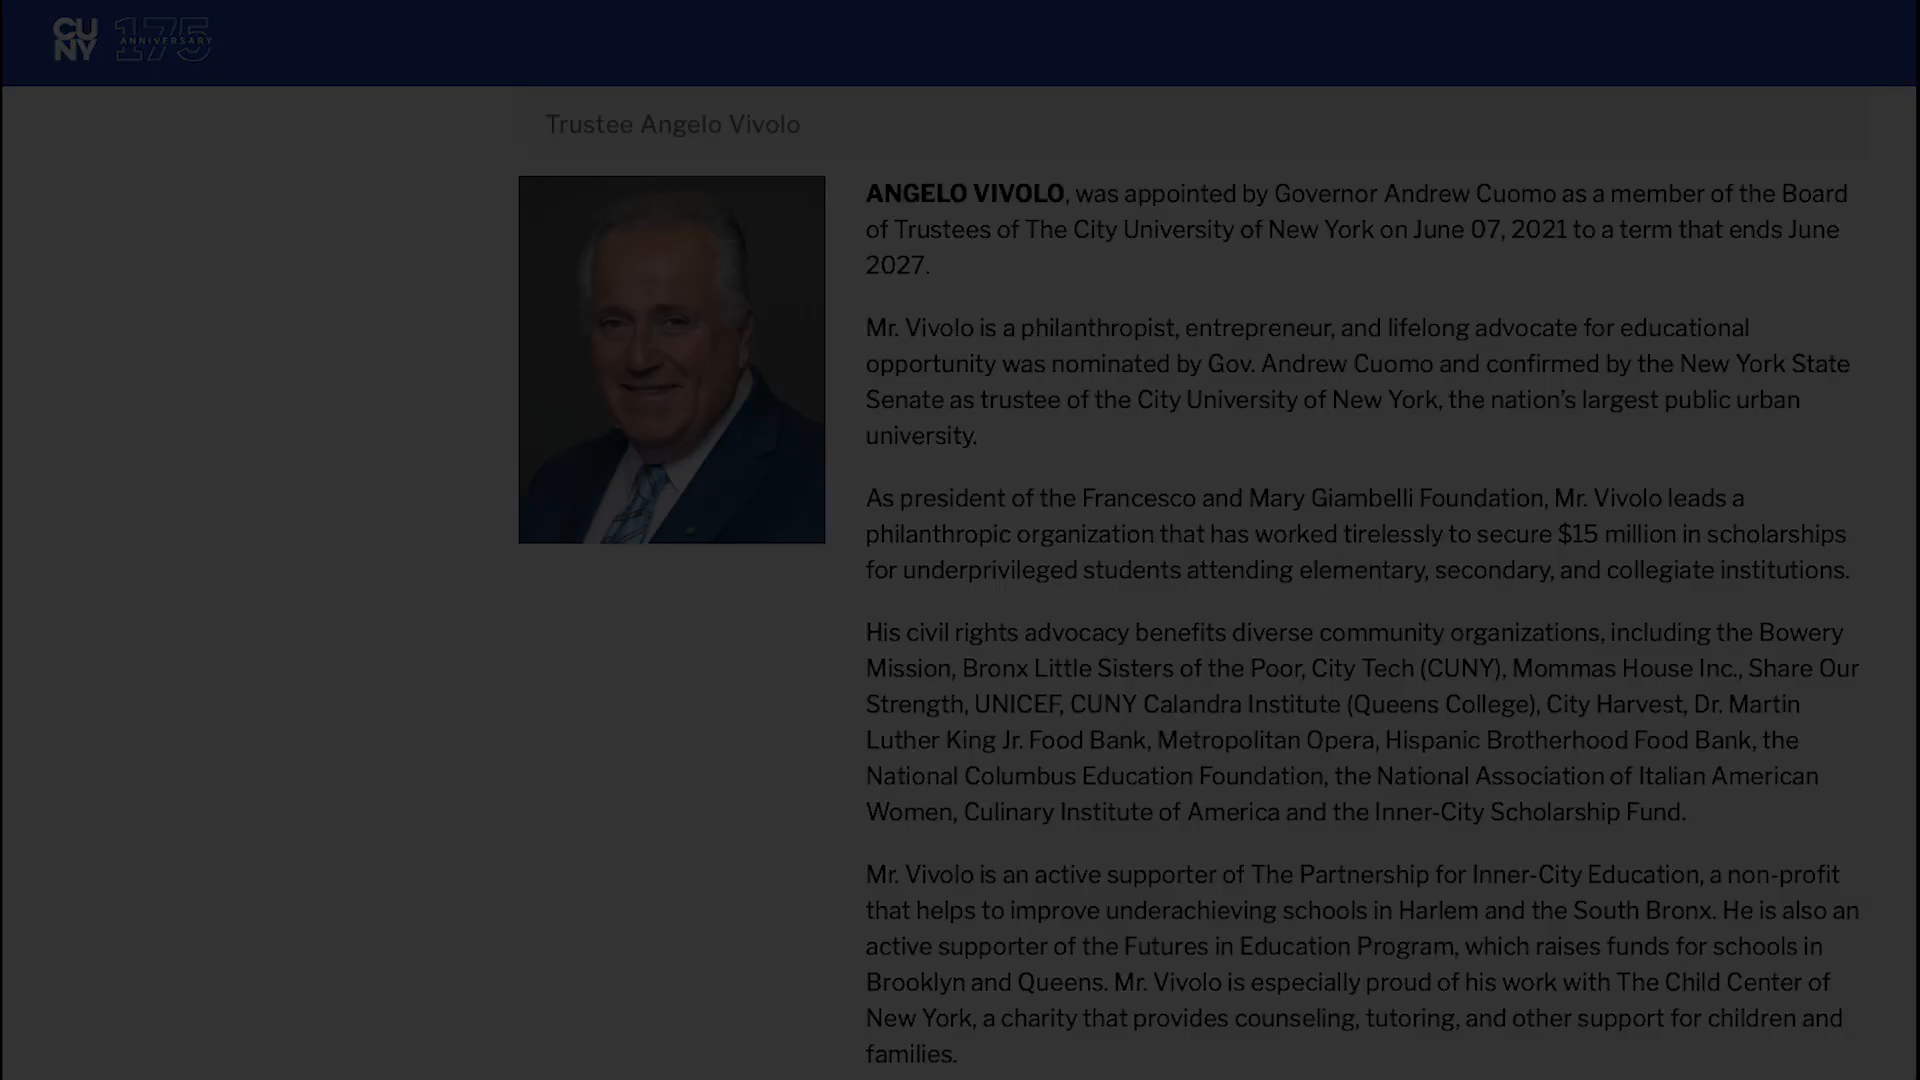 CU
NY
175
ANNIVERSARY
Trustee Angelo Vivolo
ANGELO VIVOLO, was appointed by Governor Andrew Cuomo as a member of the Board
of Trustees of The City University of New York on June 07, 2021 to a term that ends June
2027.
Mr. Vivolo is a philanthropist, entrepreneur, and lifelong advocate for educational
opportunity was nominated by Gov. Andrew Cuomo and confirmed by the New York State
Senate as trustee of the City University of New York, the nation’s largest public urban
university.
As president of the Francesco and Mary Giambelli Foundation, Mr. Vivolo leads a
philanthropic organization that has worked tirelessly to secure $15 million in scholarships
for underprivileged students attending elementary, secondary, and collegiate institutions.
His civil rights advocacy benefits diverse community organizations, including the Bowery
Mission, Bronx Little Sisters of the Poor, City Tech (CUNY), Mommas House Inc., Share Our
Strength, UNICEF, CUNY Calandra Institute (Queens College), City Harvest, Dr. Martin
Luther King Jr. Food Bank, Metropolitan Opera, Hispanic Brotherhood Food Bank, the
National Columbus Education Foundation, the National Association of Italian American
Women, Culinary Institute of America and the Inner-City Scholarship Fund.
Mr. Vivolo is an active supporter of The Partnership for Inner-City Education, a non-profit
that helps to improve underachieving schools in Harlem and the South Bronx. He is also an
active supporter of the Futures in Education Program, which raises funds for schools in
Brooklyn and Queens. Mr. Vivolo is especially proud of his work with The Child Center of
New York, a charity that provides counseling, tutoring, and other support for children and
families.